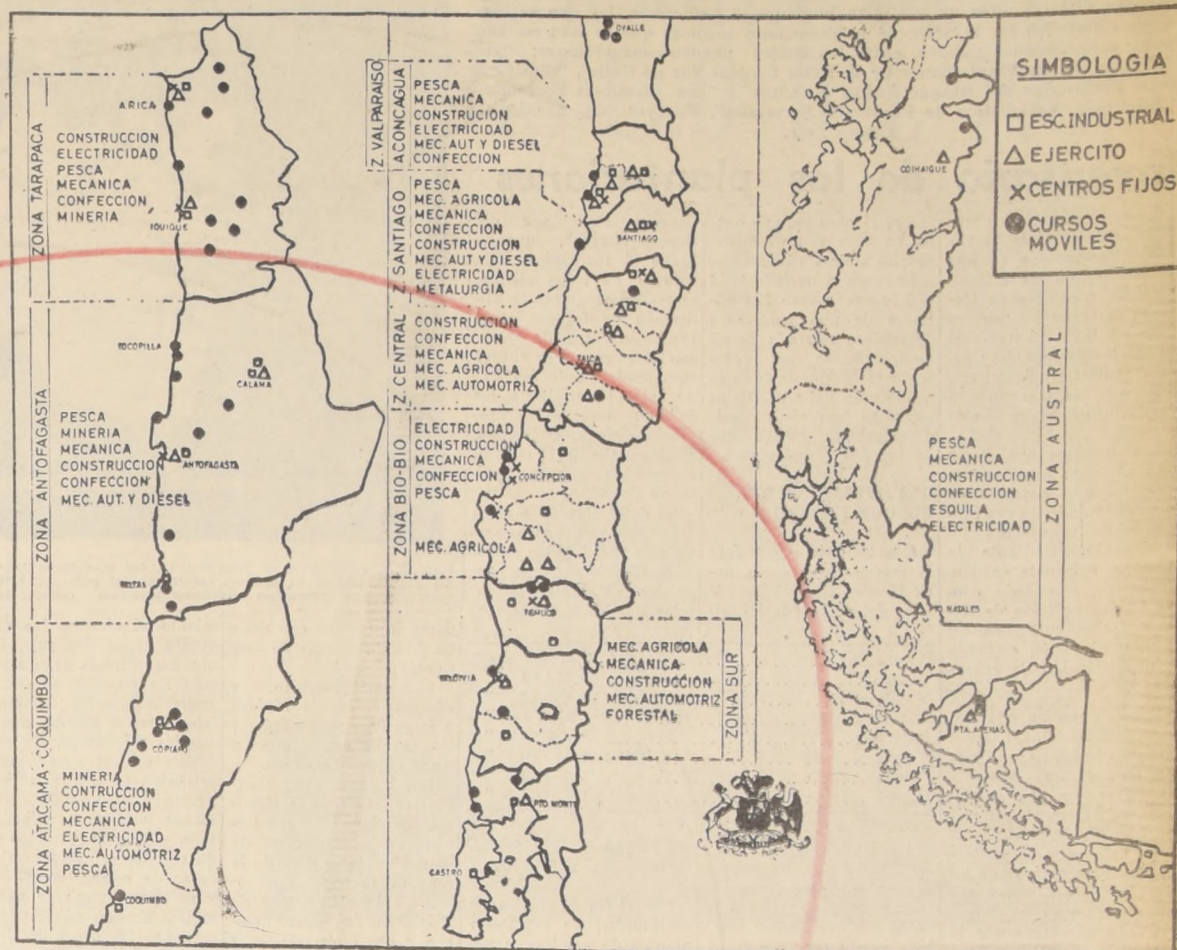 ZONA TARAPACA
ARICA
CONSTRUCCION
ELECTRICIDAD
PESCA
MECANICA
CONFECCION
MINERIA
IQUIQUE
ZONA ANTOFAGASTA
TOCOPILLA
CALAMA
PESCA
MINERIA
MECANICA
CONSTRUCCION
CONFECCION
MEC. AUT. Y DIESEL
ANTOFAGASTA
ZONA ATACAMA - COQUIMBO
COPIAPO
MINERIA
CONTRUCCION
CONFECCION
MECANICA
ELECTRICIDAD
MEC. AUTOMOTRIZ
PESCA
COQUIMBO
OVALLE
Z. VALPARAISO
ACONCAGUA
PESCA
MECANICA
CONSTRUCION
ELECTRICIDAD
MEC. AUT Y DIESEL
CONFECCION
Z. SANTIAGO
PESCA
MEC. AGRICOLA
MECANICA
CONFECCION
CONSTRUCCION
MEC. AUT Y DIESEL
ELECTRICIDAD
METALURGIA
SANTIAGO
Z. CENTRAL
CONSTRUCCION
CONFECCION
MECANICA
MEC. AGRICOLA
MEC. AUTOMOTRIZ
TALCA
ZONA BIO-BIO
ELECTRICIDAD
CONSTRUCCION
MECANICA
CONFECCION
PESCA
MEC. AGRICOLA
CONCEPCION
TEMUCO
ZONA SUR
MEC. AGRICOLA
MECANICA
CONSTRUCCION
MEC. AUTOMOTRIZ
FORESTAL
PTO. MONTT
CASTRO
SIMBOLOGIA
ESC. INDUSTRIAL
EJERCITO
CENTROS FIJOS
CURSOS
MOVILES
COIHAIQUE
ZONA AUSTRAL
PESCA
MECANICA
CONSTRUCCION
CONFECCION
ESQUILA
ELECTRICIDAD
PTO. NATALES
PTA. ARENAS